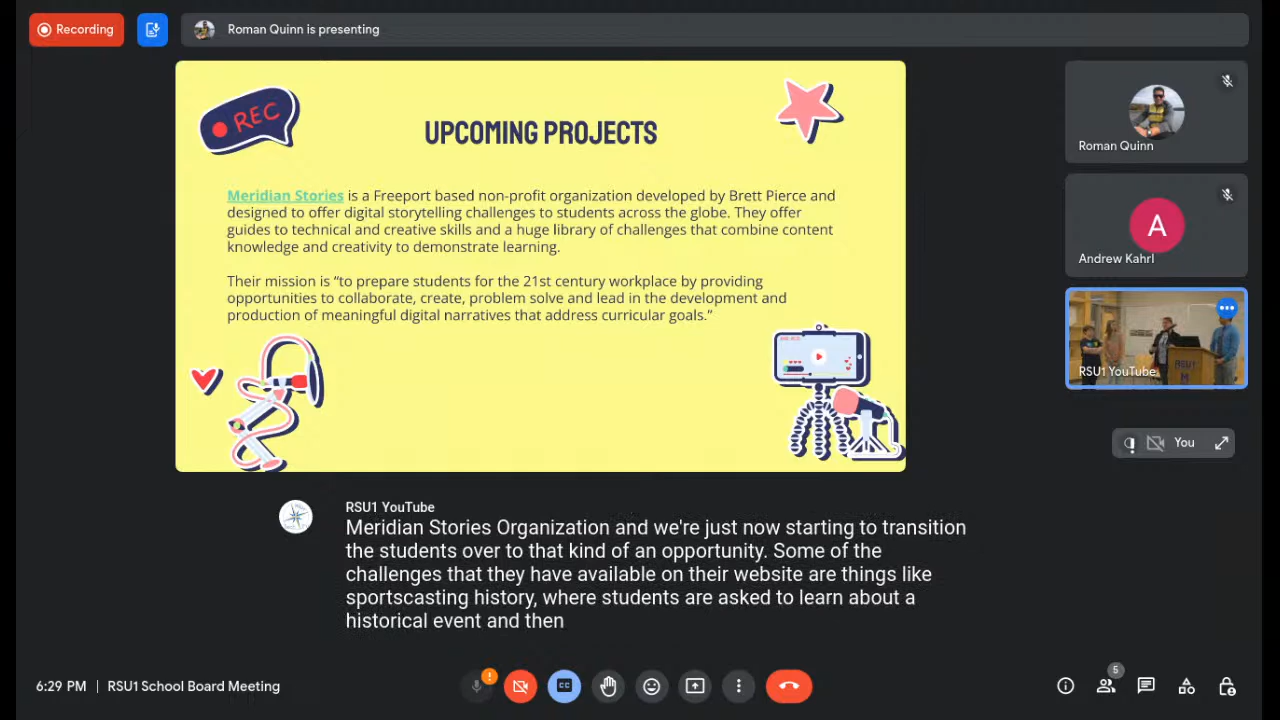 Recording
Roman Quinn is presenting
REC
UPCOMING PROJECTS
Meridian Stories is a Freeport based non-profit organization developed by Brett Pierce and
designed to offer digital storytelling challenges to students across the globe. They offer
guides to technical and creative skills and a huge library of challenges that combine content
knowledge and creativity to demonstrate learning.
Their mission is “to prepare students for the 21st century workplace by providing
opportunities to collaborate, create, problem solve and lead in the development and
production of meaningful digital narratives that address curricular goals.”
Roman Quinn
A
Andrew Kahrl
RSU1
M
RSU1 YouTube
You
RSU1 YouTube
Meridian Stories Organization and we're just now starting to transition
the students over to that kind of an opportunity. Some of the
challenges that they have available on their website are things like
sportscasting history, where students are asked to learn about a
historical event and then
6:29 PM | RSU1 School Board Meeting
CC
5